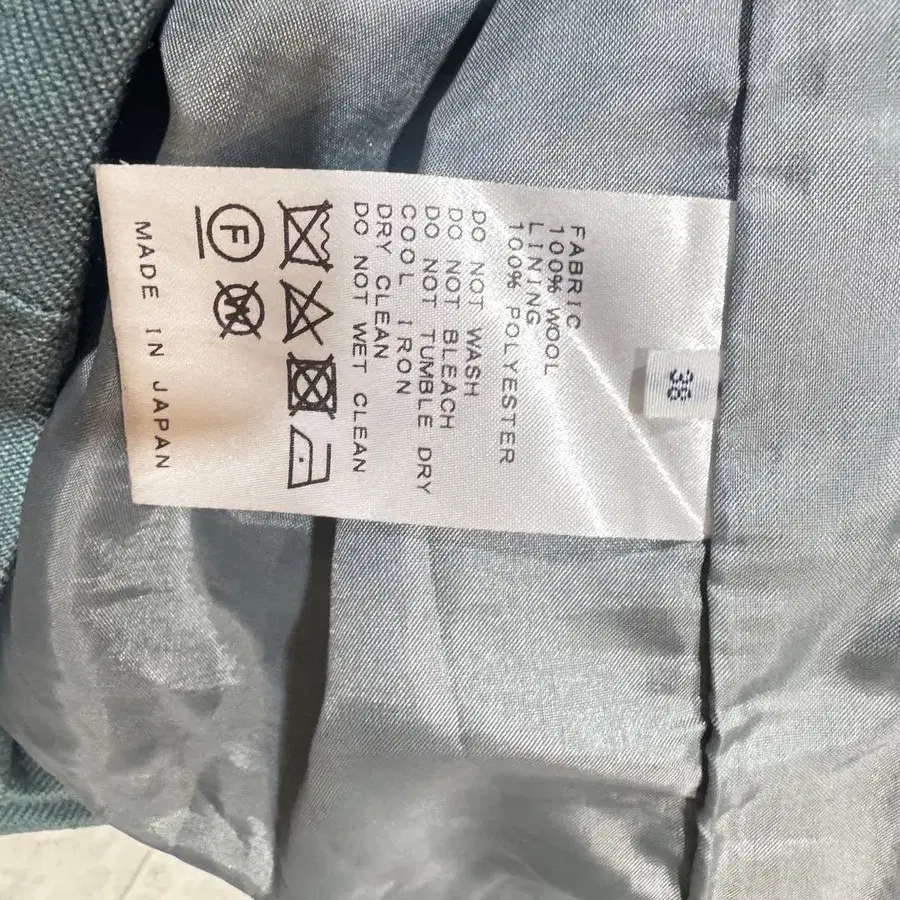 38
FABRIC
100% WOOL
LINING
100% POLYESTER
DO NOT WASH
DO NOT BLEACH
DO NOT TUMBLE DRY
COOL IRON
DRY CLEAN
DO NOT WET CLEAN
F
W
MADE IN JAPAN